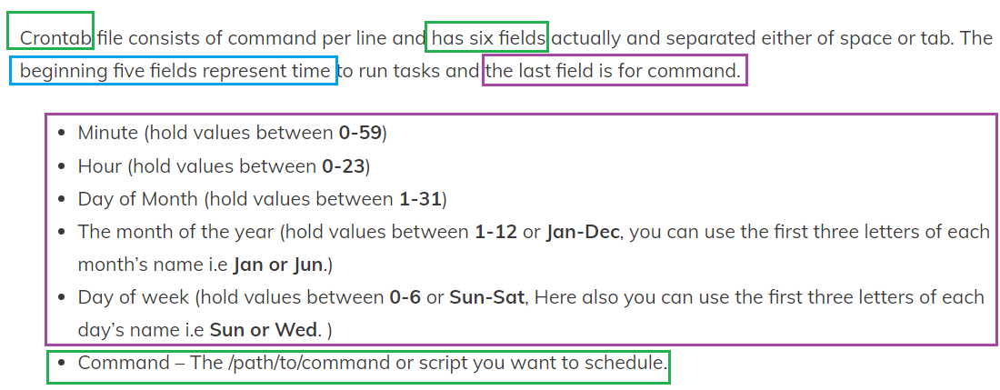 Crontab file consists of command per line and has six fields actually and separated either of space or tab. The
beginning five fields represent time to run tasks and the last field is for command.
• Minute (hold values between 0-59)
• Hour (hold values between 0-23)
• Day of Month (hold values between 1-31)
• The month of the year (hold values between 1-12 or Jan-Dec, you can use the first three letters of each
month’s name i.e Jan or Jun.)
• Day of week (hold values between 0-6 or Sun-Sat, Here also you can use the first three letters of each
day’s name i.e Sun or Wed. )
• Command – The /path/to/command or script you want to schedule.